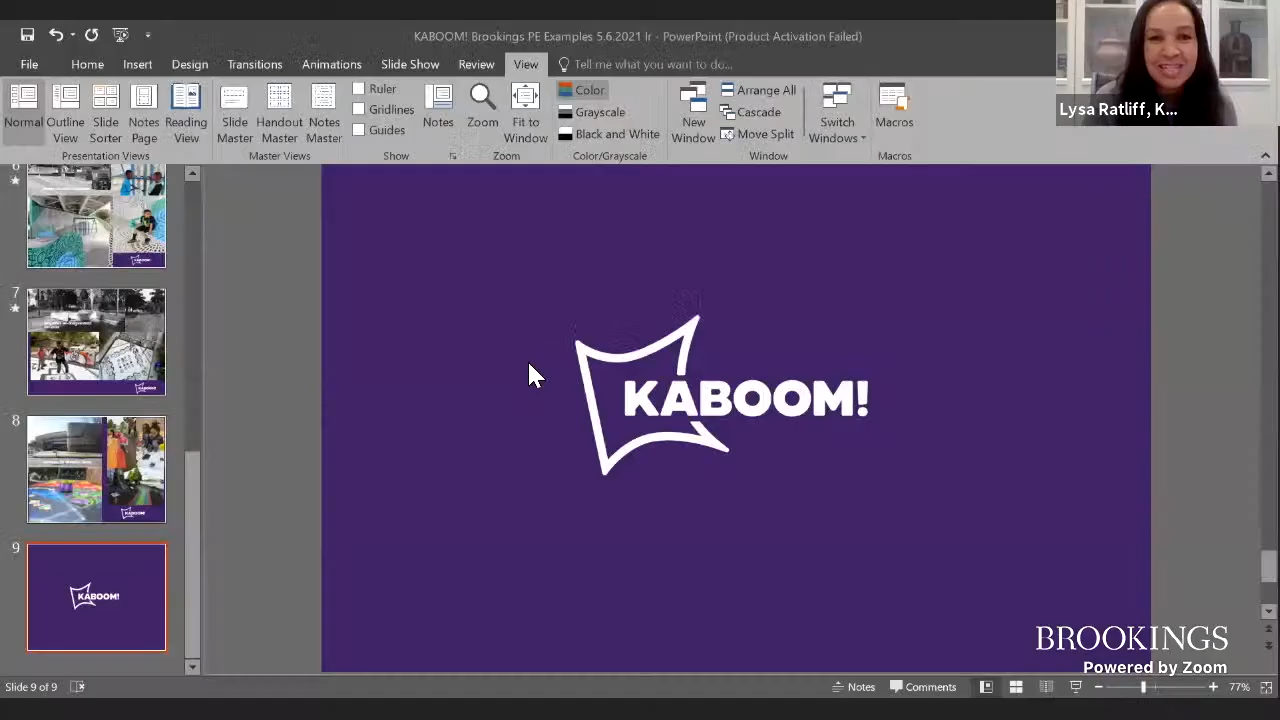 KABOOM! Brookings PE Examples 5.6.2021 lr - PowerPoint (Product Activation Failed)
File Home Insert Design Transitions Animations Slide Show Review View Tell me what you want to do...
Normal Outline View Slide Sorter Notes Page Reading View
Presentation Views
Slide Master Handout Master Notes Master
Master Views
Ruler
Gridlines
Guides
Show
Notes
Zoom Fit to Window
Zoom
Color
Grayscale
Black and White
Color/Grayscale
New Window
Arrange All
Cascade
Move Split
Switch Windows
Window
Macros
Macros
Lysa Ratliff, K...
6
7
8
KABOOM!
9
KABOOM!
KABOOM!
BROOKINGS
Powered by Zoom
Slide 9 of 9
Notes Comments 77%